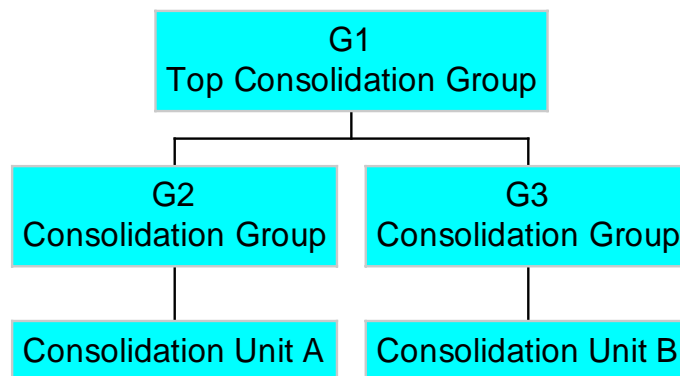 G1
Top Consolidation Group
G2
Consolidation Group
G3
Consolidation Group
Consolidation Unit A
Consolidation Unit B